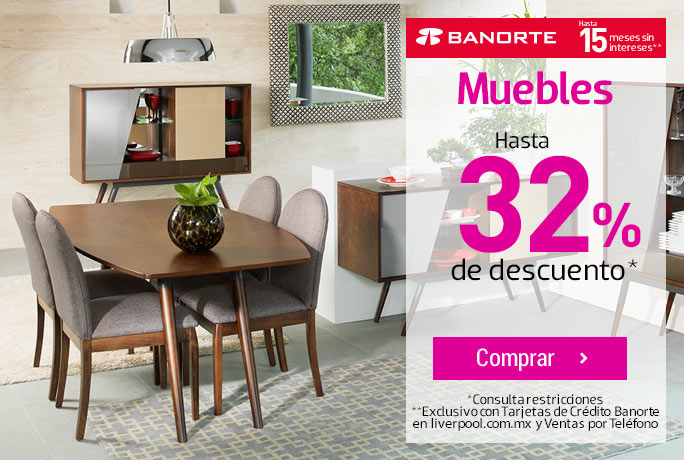 BANORTE
Hasta
15 meses sin
intereses**
Muebles
Hasta
32%
de descuento*
Comprar >
*Consulta restricciones
**Exclusivo con Tarjetas de Crédito Banorte
en liverpool.com.mx y Ventas por Teléfono